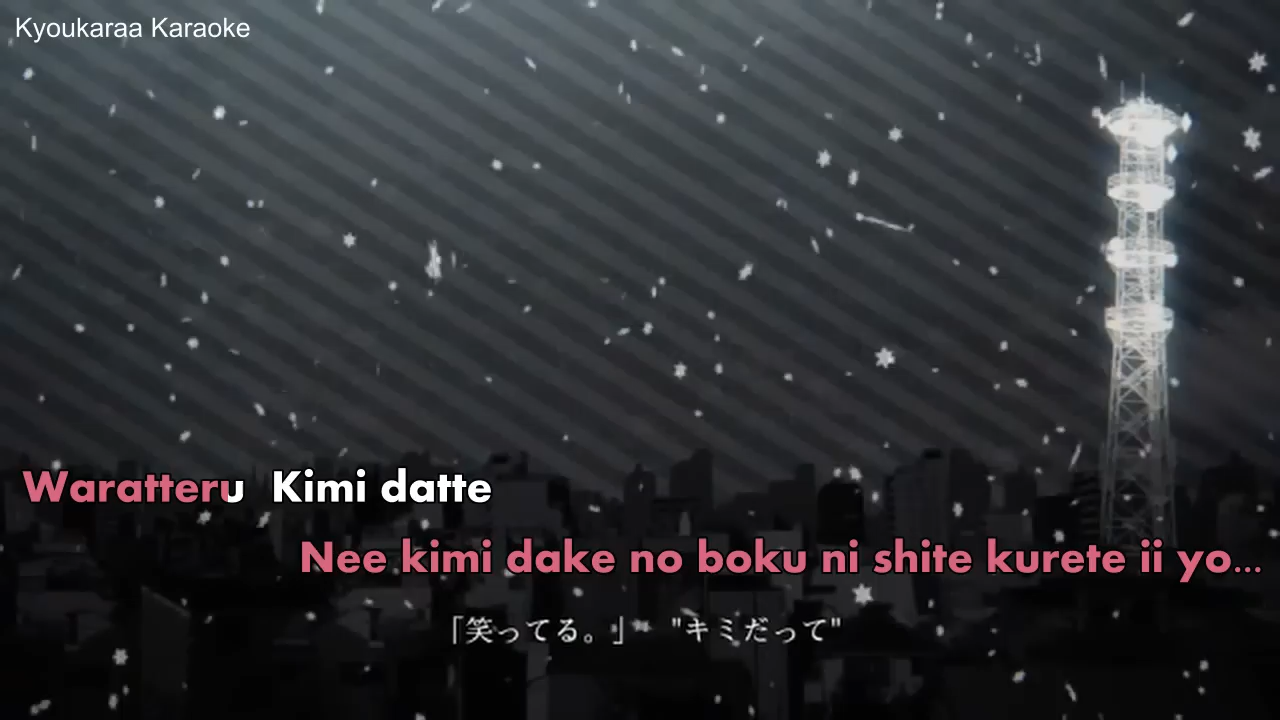 Kyoukaraa Karaoke
Waratteru Kimi datte
Nee kimi dake no boku ni shite kurete ii yo...
「笑ってる。」 "キミだって"